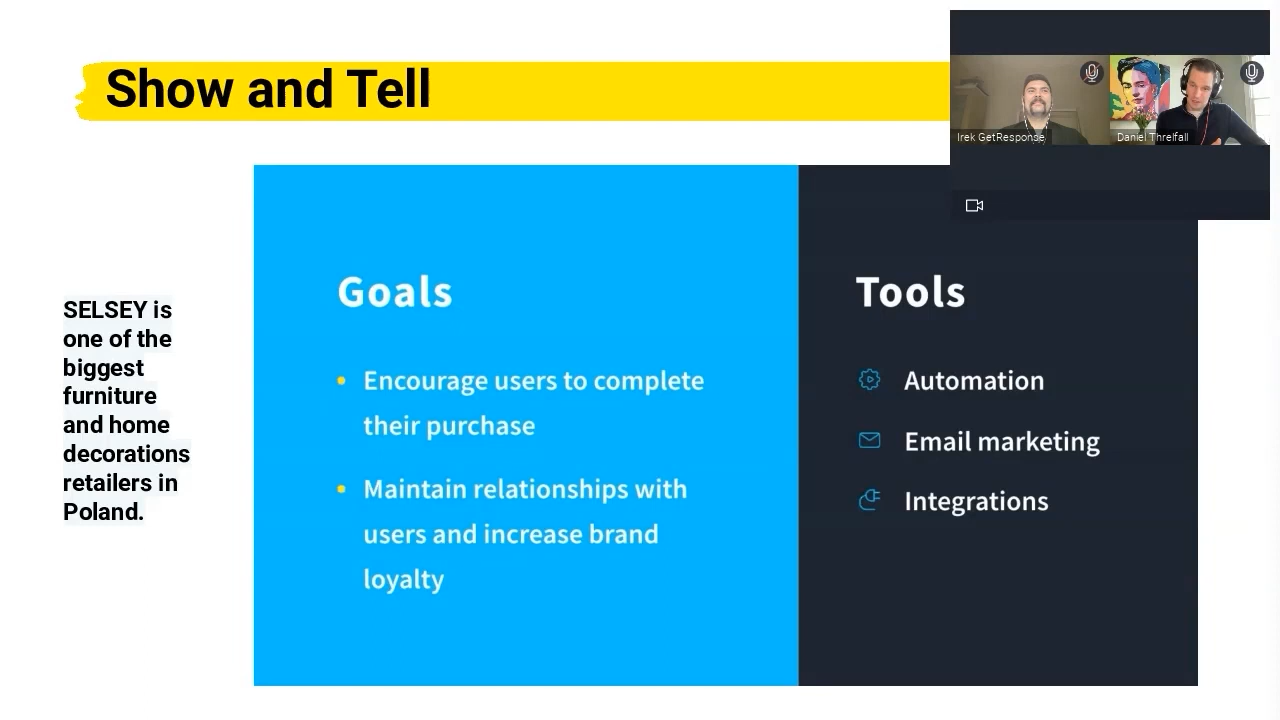 Show and Tell
Irek GetResponse
Daniel Threlfall
SELSEY is
one of the
biggest
furniture
and home
decorations
retailers in
Poland.
Goals
Encourage users to complete
their purchase
Maintain relationships with
users and increase brand
loyalty
Tools
Automation
Email marketing
Integrations